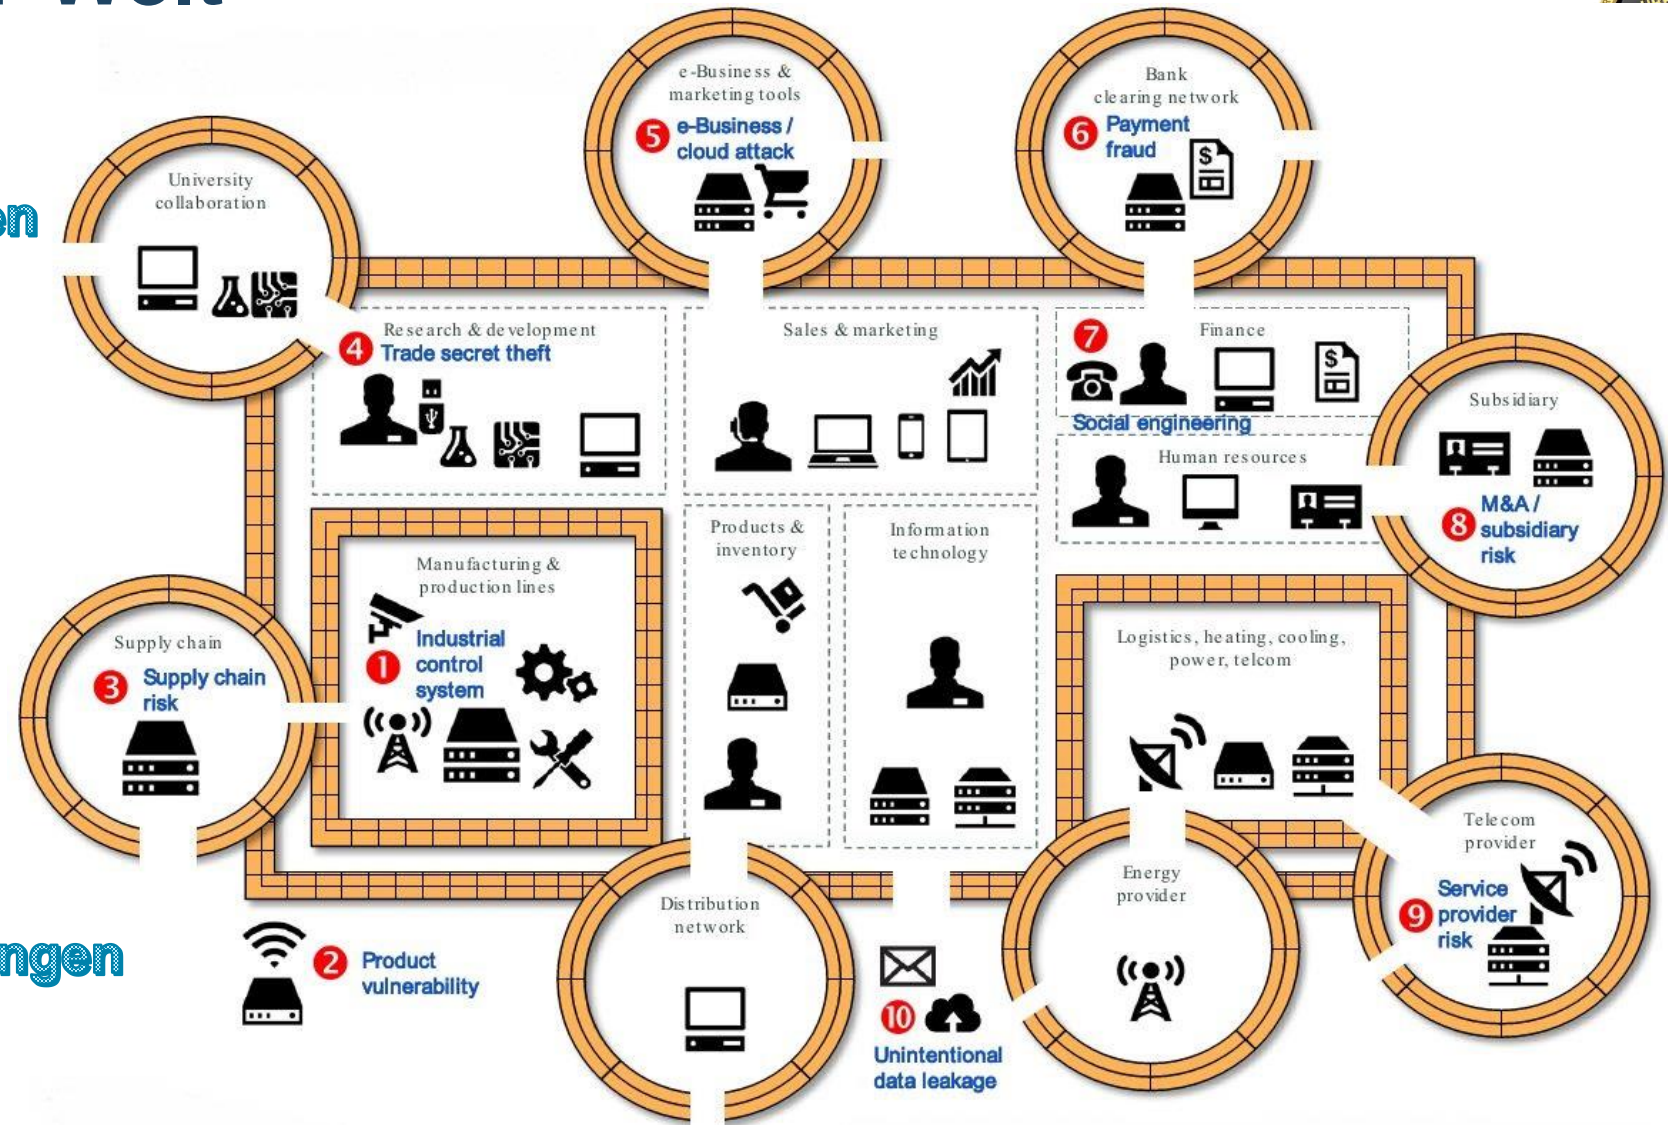 Welt
e-Business &
marketing tools
5 e-Business /
cloud attack
Bank
clearing network
6 Payment
fraud
University
collaboration
en
Research & development
4 Trade secret theft
Sales & marketing
7
Finance
Social engineering
Human resources
Subsidiary
8 M&A /
subsidiary
risk
Manufacturing &
production lines
1 Industrial
control
system
Products &
inventory
Information
technology
Logistics, heating, cooling,
power, telcom
Supply chain
3 Supply chain
risk
Telecom
provider
9 Service
provider
risk
Energy
provider
Distribution
network
ngen
2 Product
vulnerability
10
Unintentional
data leakage